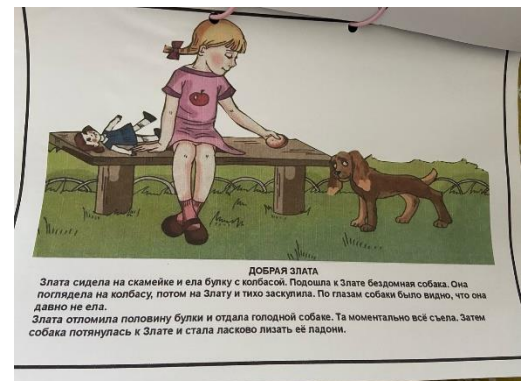 ДОБРАЯ ЗЛАТА
Злата сидела на скамейке и ела булку с колбасой. Подошла к Злате бездомная собака. Она
поглядела на колбасу, потом на Злату и тихо заскулила. По глазам собаки было видно, что она
давно не ела.
Злата отломила половину булки и отдала голодной собаке. Та моментально всё съела. Затем
собака потянулась к Злате и стала ласково лизать её ладони.